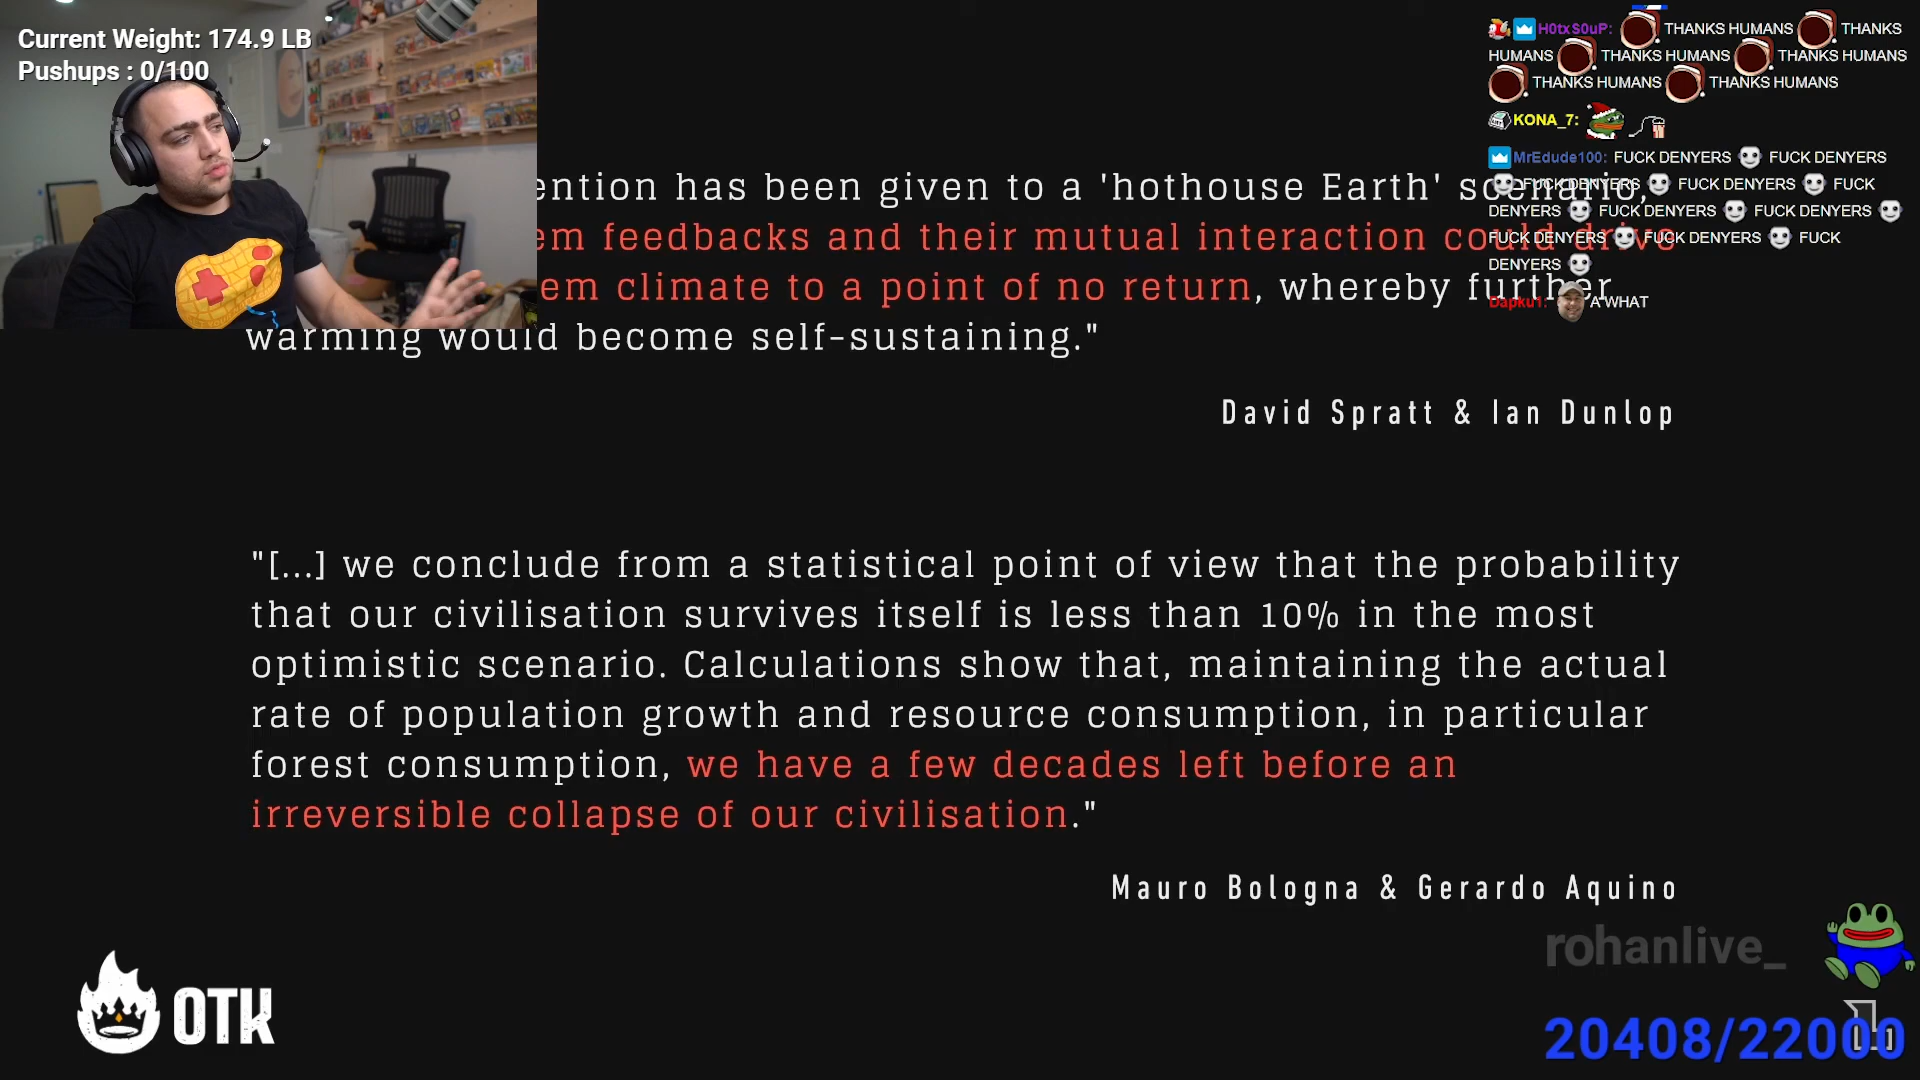 Current Weight: 174.9 LB
Pushups : 0/100
ention has been given to a 'hothouse Earth' scenario,
em feedbacks and their mutual interaction could drive
em climate to a point of no return, whereby further
warming would become self-sustaining."
David Spratt & Ian Dunlop
"[...] we conclude from a statistical point of view that the probability
that our civilisation survives itself is less than 10% in the most
optimistic scenario. Calculations show that, maintaining the actual
rate of population growth and resource consumption, in particular
forest consumption, we have a few decades left before an
irreversible collapse of our civilisation."
Mauro Bologna & Gerardo Aquino
H0txS0uP: THANKS HUMANS THANKS
HUMANS THANKS HUMANS THANKS HUMANS
THANKS HUMANS THANKS HUMANS
KONA_7:
MrEdude100: FUCK DENYERS FUCK DENYERS
FUCK DENYERS FUCK DENYERS FUCK
DENYERS FUCK DENYERS FUCK DENYERS
FUCK DENYERS FUCK DENYERS FUCK
DENYERS
Dapku1: A WHAT
OTK
rohanlive_
20408/22000